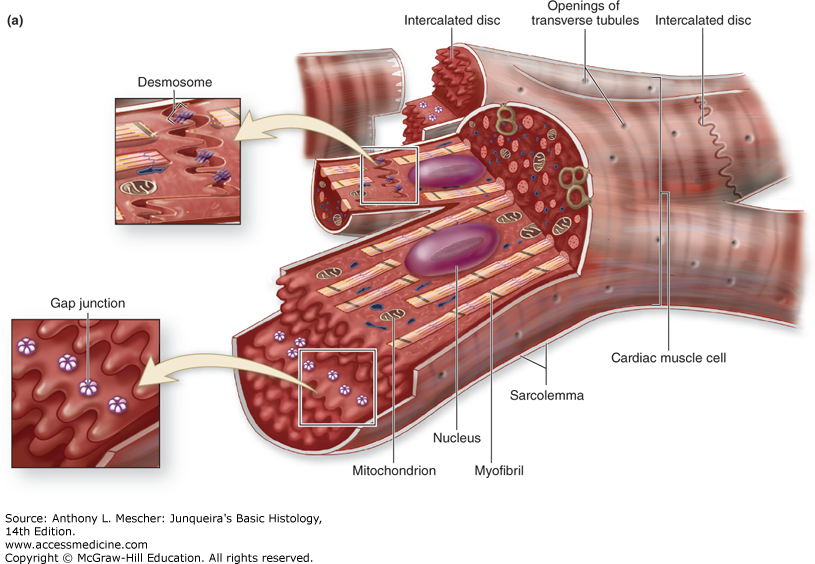 (a)
Intercalated disc
Openings of
transverse tubules
Intercalated disc
Desmosome
Gap junction
Cardiac muscle cell
Sarcolemma
Nucleus
Mitochondrion
Myofibril
Source: Anthony L. Mescher: Junqueira's Basic Histology,
14th Edition.
www.accessmedicine.com
Copyright © McGraw-Hill Education. All rights reserved.